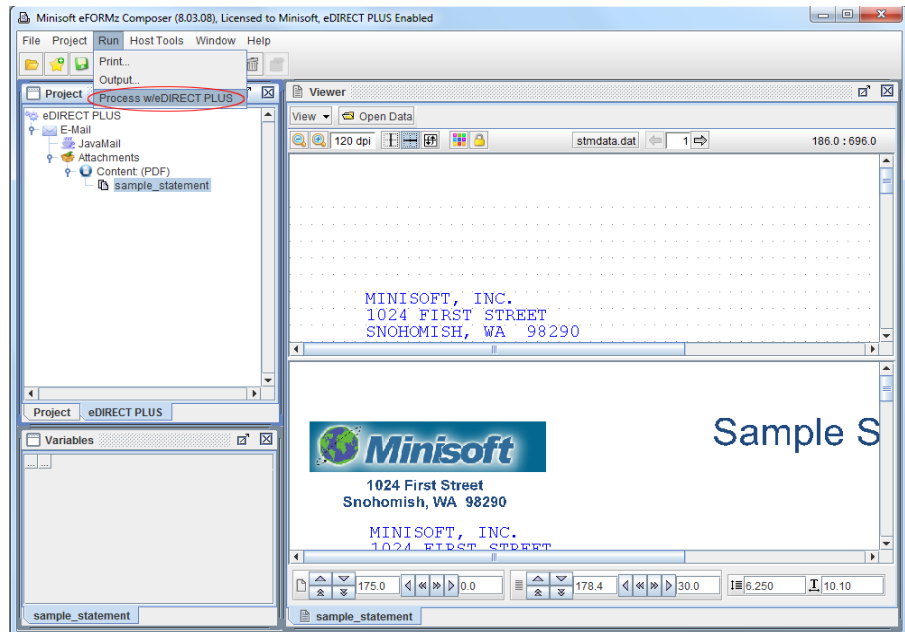 Minisoft eFORMz Composer (8.03.08), Licensed to Minisoft, eDIRECT PLUS Enabled
File Project Run Host Tools Window Help
Print...
Output...
Process w/eDIRECT PLUS
Project
eDIRECT PLUS
E-Mail
JavaMail
Attachments
Content: (PDF)
sample_statement
Project eDIRECT PLUS
Variables
... ...
sample_statement
Viewer
View Open Data
120 dpi stmdata.dat 1 186.0 : 696.0
MINISOFT, INC.
1024 FIRST STREET
SNOHOMISH, WA 98290
Sample S
Minisoft
1024 First Street
Snohomish, WA 98290
MINISOFT, INC.
1024 FIRST STREET
175.0 0.0 178.4 30.0 6.250 10.10
sample_statement